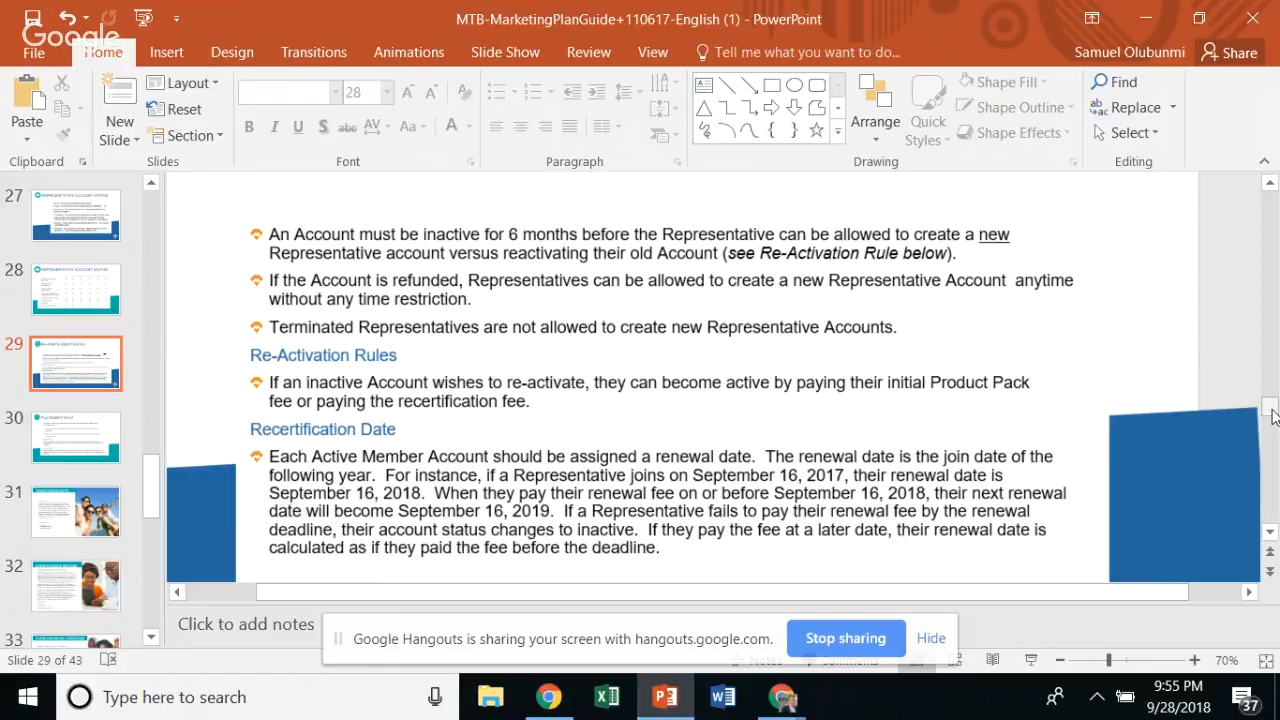 MTB-MarketingPlanGuide+110617-English (1) - PowerPoint
Google
File Home Insert Design Transitions Animations Slide Show Review View Tell me what you want to do... Samuel Olubunmi Share
Paste
New
Slide
Layout
Reset
Section
28
B I U S abc AV Aa A
Arrange
Quick
Styles
Shape Fill
Shape Outline
Shape Effects
Find
Replace
Select
Clipboard Slides Font Paragraph Drawing Editing
27
28
29
30
31
32
33
An Account must be inactive for 6 months before the Representative can be allowed to create a new
Representative account versus reactivating their old Account (see Re-Activation Rule below).
If the Account is refunded, Representatives can be allowed to create a new Representative Account anytime
without any time restriction.
Terminated Representatives are not allowed to create new Representative Accounts.
Re-Activation Rules
If an inactive Account wishes to re-activate, they can become active by paying their initial Product Pack
fee or paying the recertification fee.
Recertification Date
Each Active Member Account should be assigned a renewal date. The renewal date is the join date of the
following year. For instance, if a Representative joins on September 16, 2017, their renewal date is
September 16, 2018. When they pay their renewal fee on or before September 16, 2018, their next renewal
date will become September 16, 2019. If a Representative fails to pay their renewal fee by the renewal
deadline, their account status changes to inactive. If they pay the fee at a later date, their renewal date is
calculated as if they paid the fee before the deadline.
Click to add notes
Google Hangouts is sharing your screen with hangouts.google.com. Stop sharing Hide
Slide 29 of 43 Notes Comments 70%
Type here to search
9:55 PM
9/28/2018
37